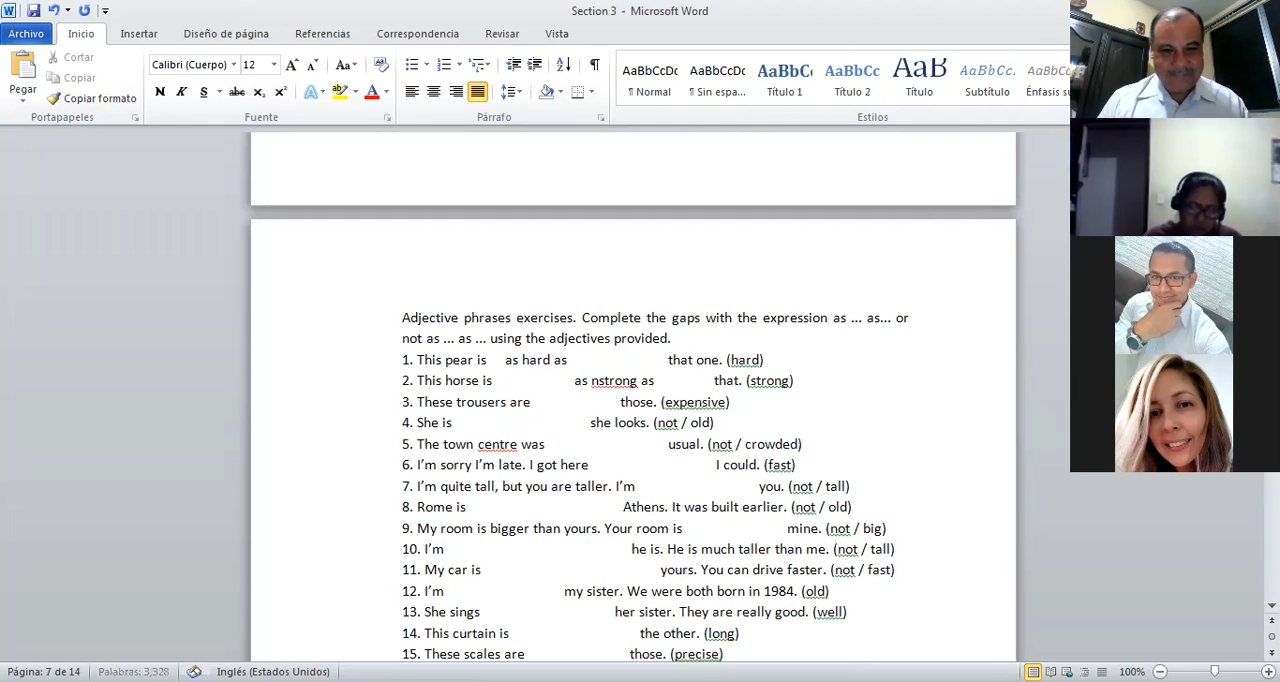 Section 3 - Microsoft Word
Archivo Inicio Insertar Diseño de página Referencias Correspondencia Revisar Vista
Cortar
Copiar
Pegar Copiar formato
Portapapeles
Calibri (Cuerpo) 12
Fuente
Párrafo
AaBbCcDc AaBbCcDc AaBbC AaBbCc AaB AaBbCc. AaBbCcDc
¶ Normal ¶ Sin espa... Título 1 Título 2 Título Subtítulo Énfasis s
Estilos
Adjective phrases exercises. Complete the gaps with the expression as ... as... or
not as ... as ... using the adjectives provided.
1. This pear is as hard as that one. (hard)
2. This horse is as nstrong as that. (strong)
3. These trousers are those. (expensive)
4. She is she looks. (not / old)
5. The town centre was usual. (not / crowded)
6. I’m sorry I’m late. I got here I could. (fast)
7. I’m quite tall, but you are taller. I’m you. (not / tall)
8. Rome is Athens. It was built earlier. (not / old)
9. My room is bigger than yours. Your room is mine. (not / big)
10. I’m he is. He is much taller than me. (not / tall)
11. My car is yours. You can drive faster. (not / fast)
12. I’m my sister. We were both born in 1984. (old)
13. She sings her sister. They are really good. (well)
14. This curtain is the other. (long)
15. These scales are those. (precise)
Página: 7 de 14 Palabras: 3,328 Inglés (Estados Unidos) 100%